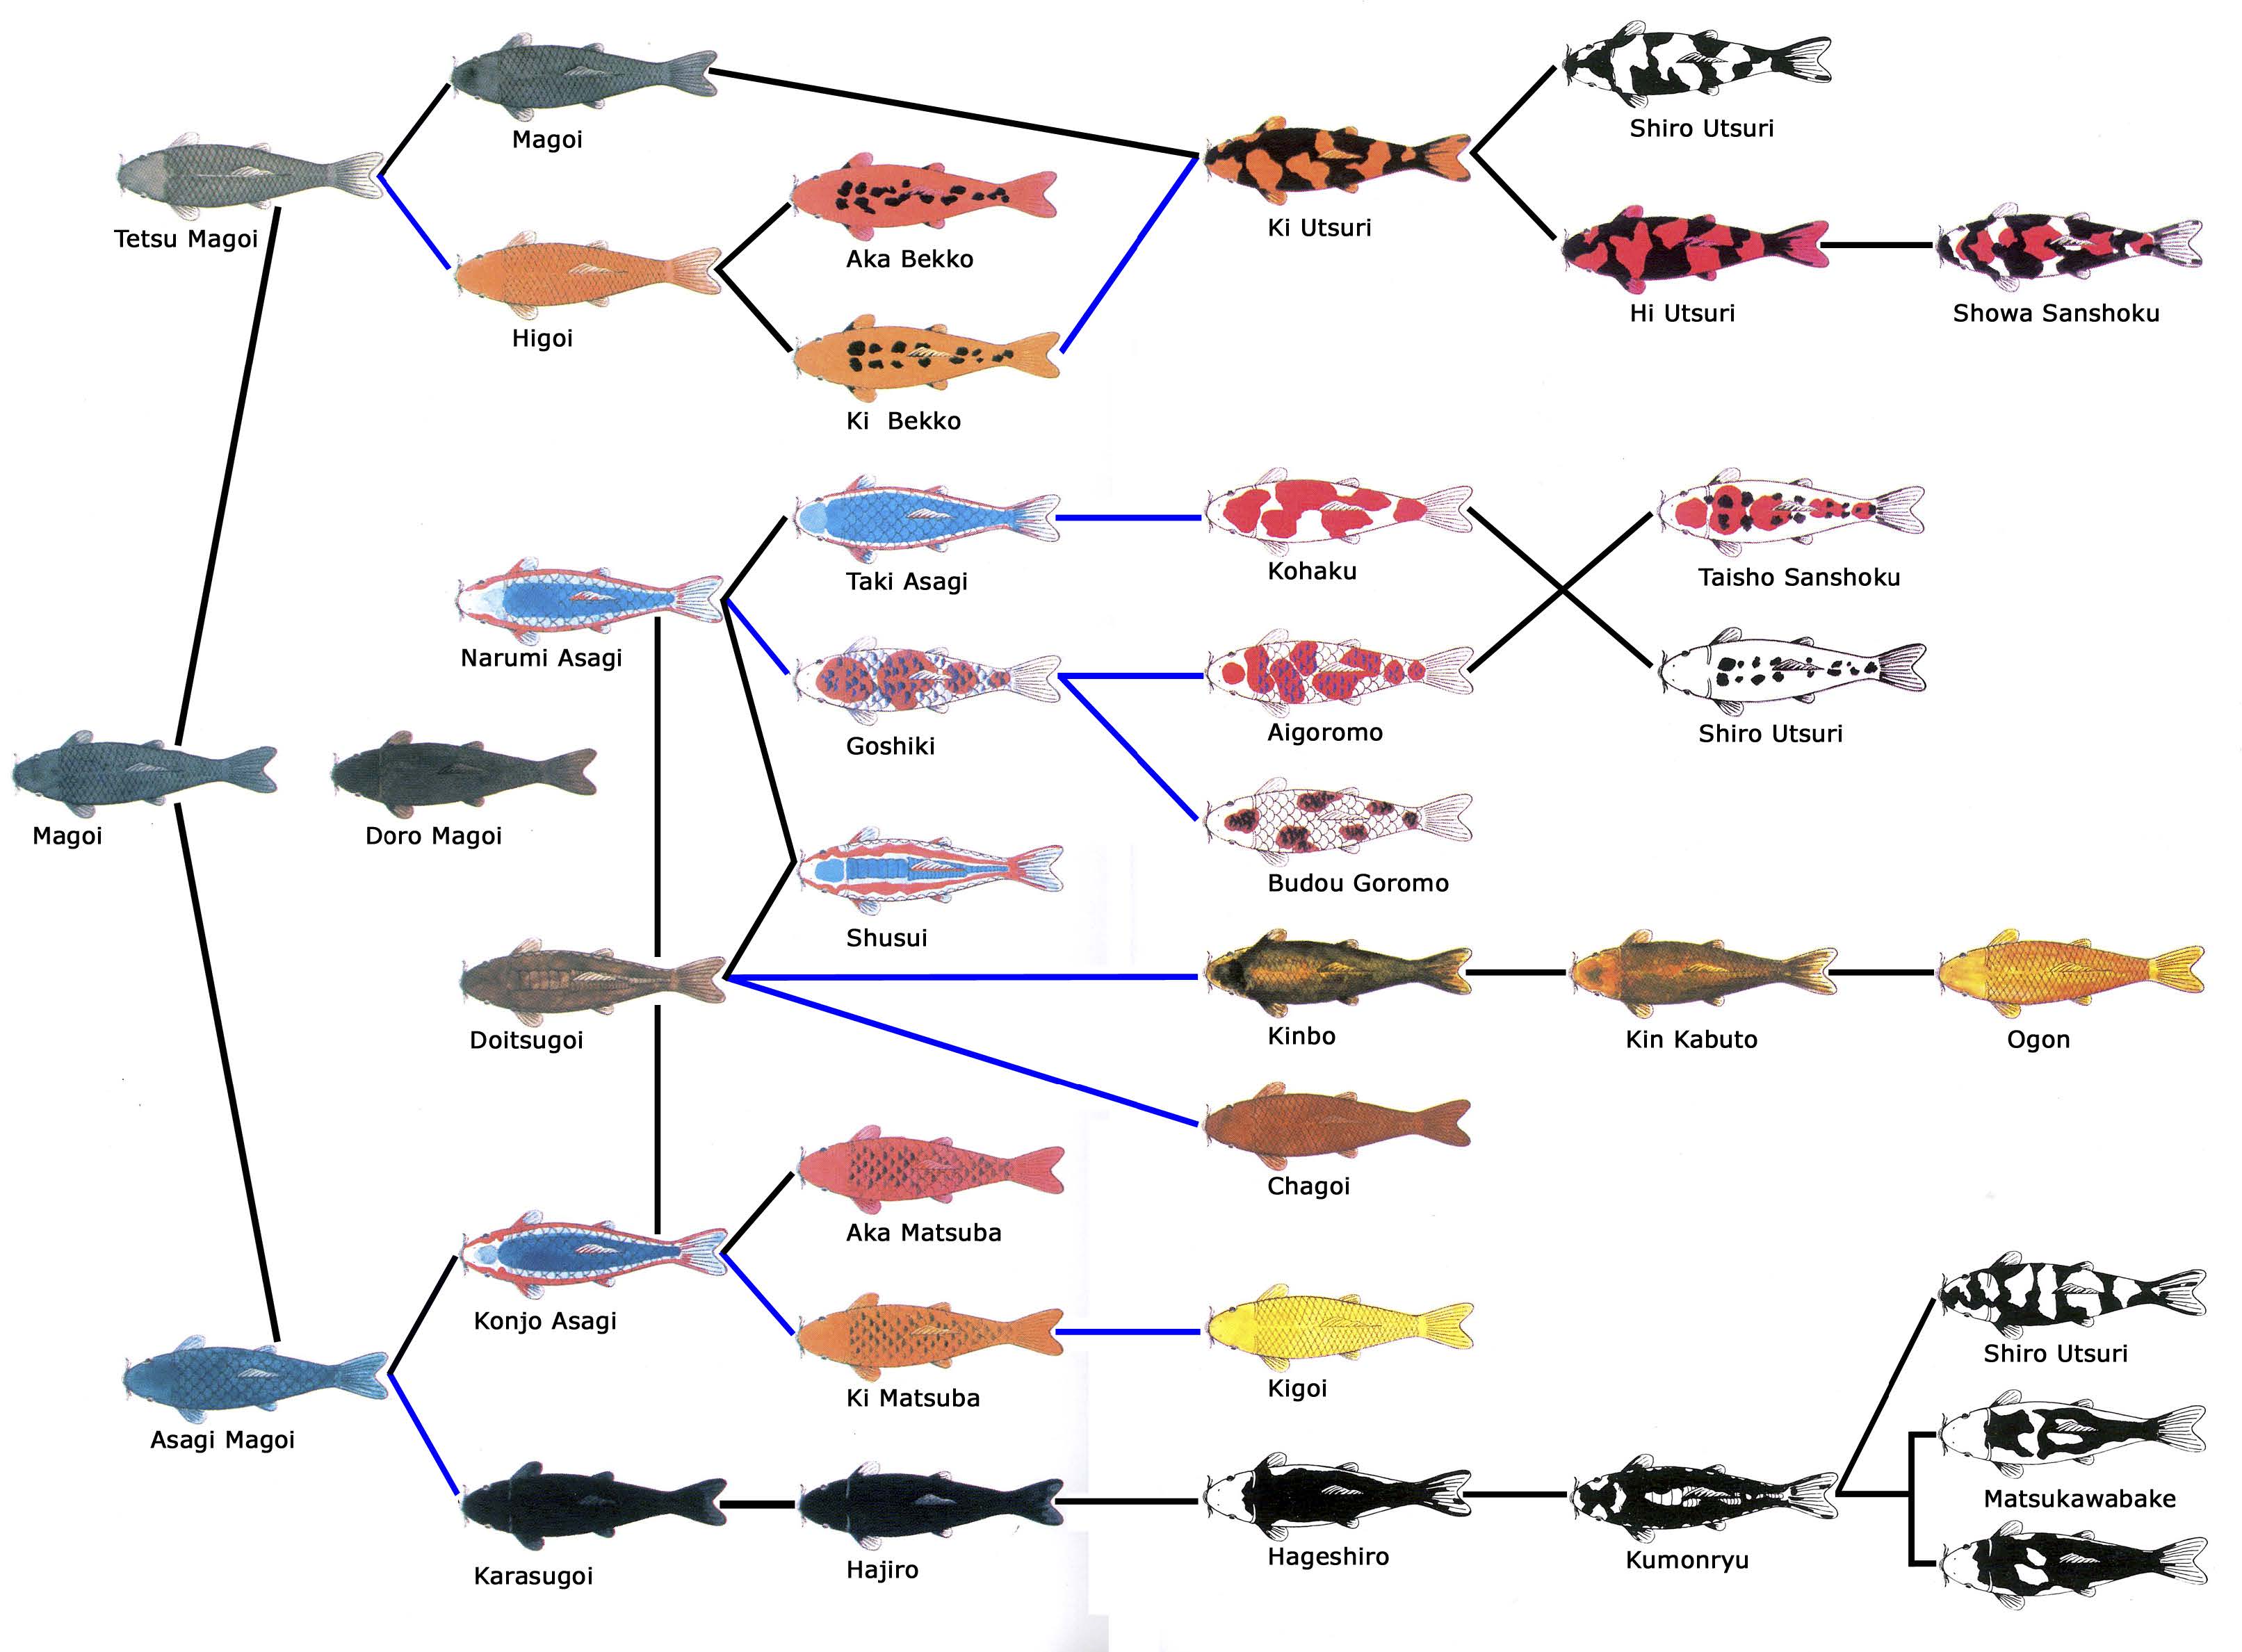 Magoi
Shiro Utsuri
Tetsu Magoi
Ki Utsuri
Aka Bekko
Higoi
Hi Utsuri
Showa Sanshoku
Ki  Bekko
Kohaku
Taki Asagi
Taisho Sanshoku
Narumi Asagi
Aigoromo
Shiro Utsuri
Goshiki
Magoi
Doro Magoi
Budou Goromo
Shusui
Kinbo
Doitsugoi
Kin Kabuto
Ogon
Chagoi
Aka Matsuba
Konjo Asagi
Shiro Utsuri
Kigoi
Ki Matsuba
Asagi Magoi
Matsukawabake
Hageshiro
Kumonryu
Hajiro
Karasugoi